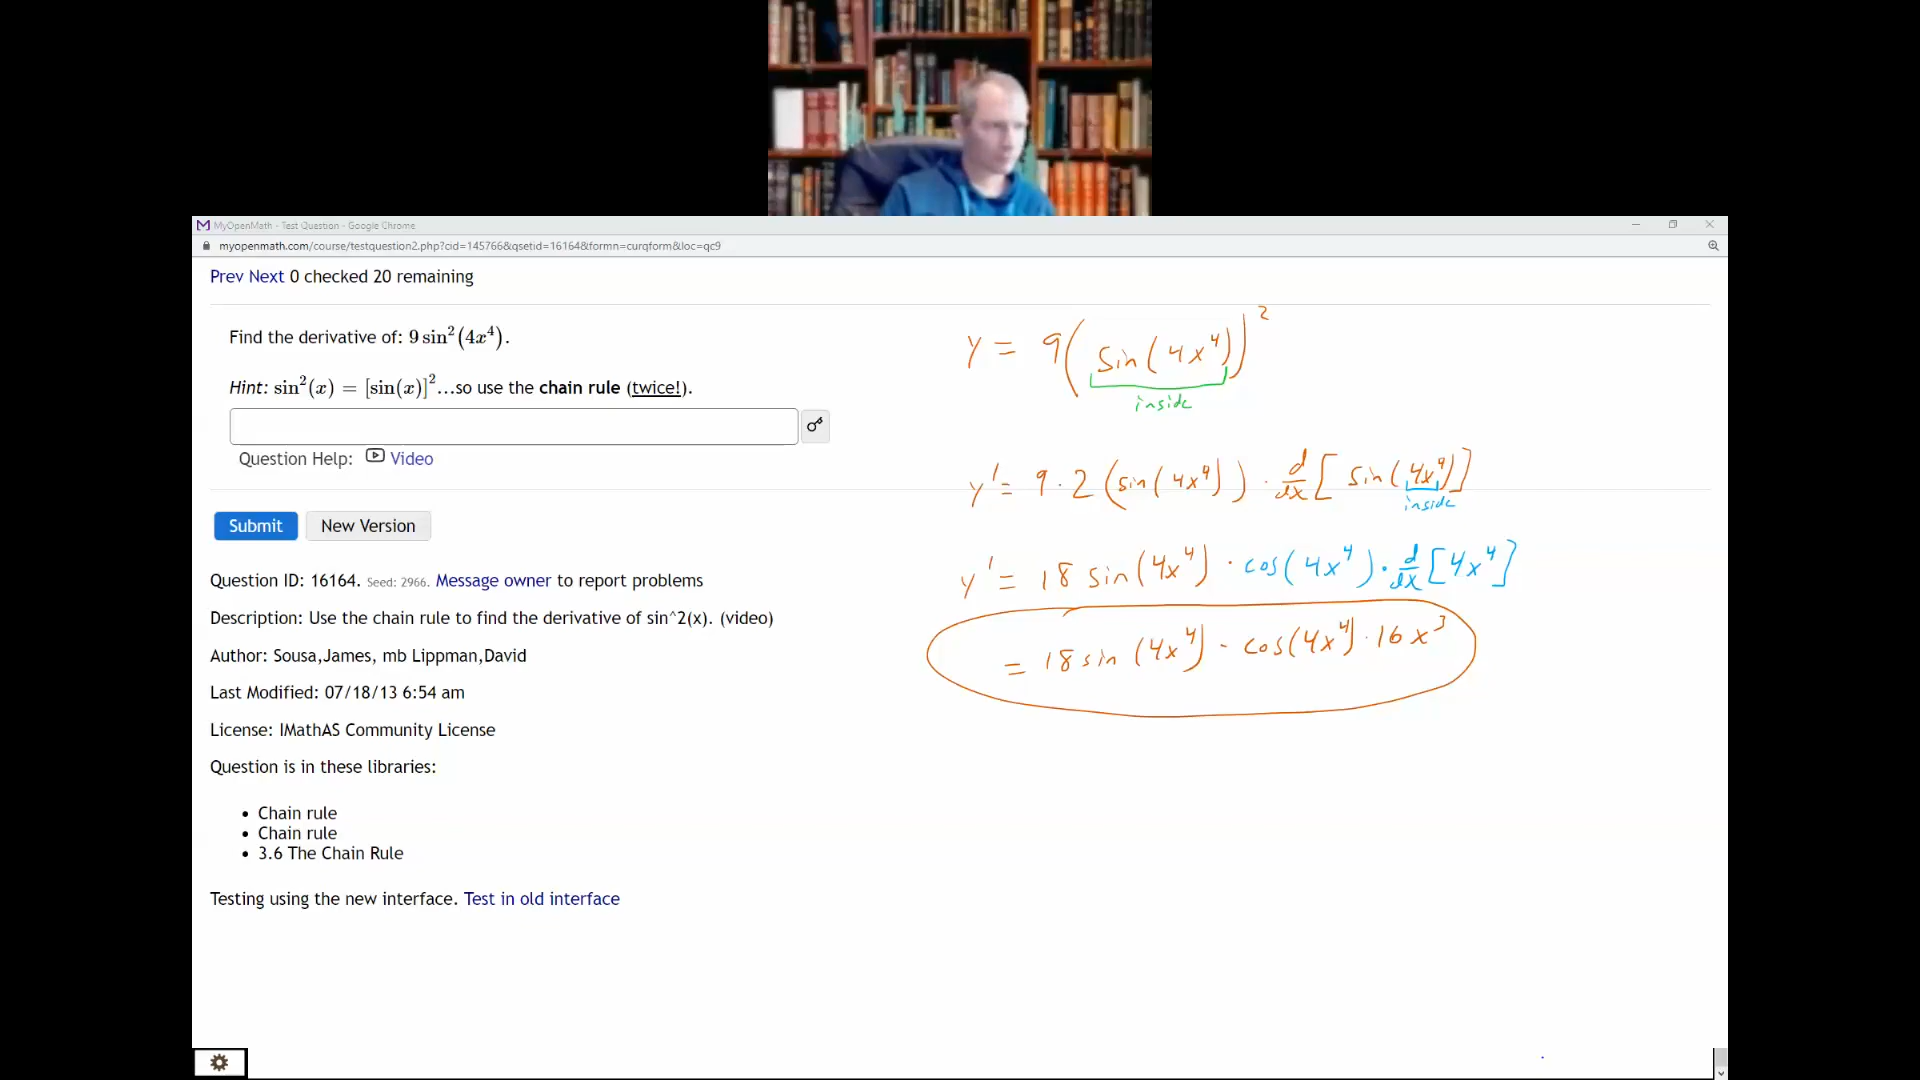 MyOpenMath - Test Question - Google Chrome
myopenmath.com/course/testquestion2.php?cid=145766&qsetid=16164&formn=curqform&loc=qc9
Prev Next 0 checked 20 remaining
Find the derivative of: 9 sin²(4x⁴).
Hint: sin²(x) = [sin(x)]²...so use the chain rule (twice!).
Question Help: Video
Submit New Version
Question ID: 16164. Seed: 2966. Message owner to report problems
Description: Use the chain rule to find the derivative of sin^2(x). (video)
Author: Sousa,James, mb Lippman,David
Last Modified: 07/18/13 6:54 am
License: IMathAS Community License
Question is in these libraries:
• Chain rule
• Chain rule
• 3.6 The Chain Rule
Testing using the new interface. Test in old interface
y = 9(sin(4x⁴))²
inside
y' = 9·2(sin(4x⁴))·d/dx[sin(4x⁴)]
inside
y' = 18 sin(4x⁴)·cos(4x⁴)·d/dx[4x⁴]
= 18 sin(4x⁴)·cos(4x⁴)·16x³